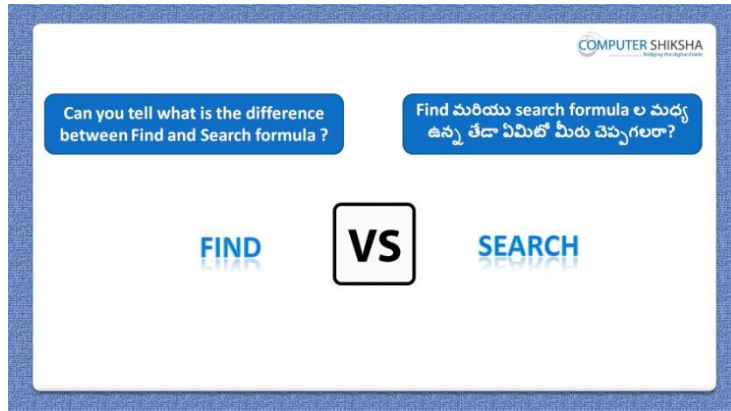 COMPUTER SHIKSHA
bridging the digital divide
Can you tell what is the difference
between Find and Search formula ?
Find మరియు search formula ల మధ్య
ఉన్న తేడా ఏమిటో మీరు చెప్పగలరా?
FIND
VS
SEARCH